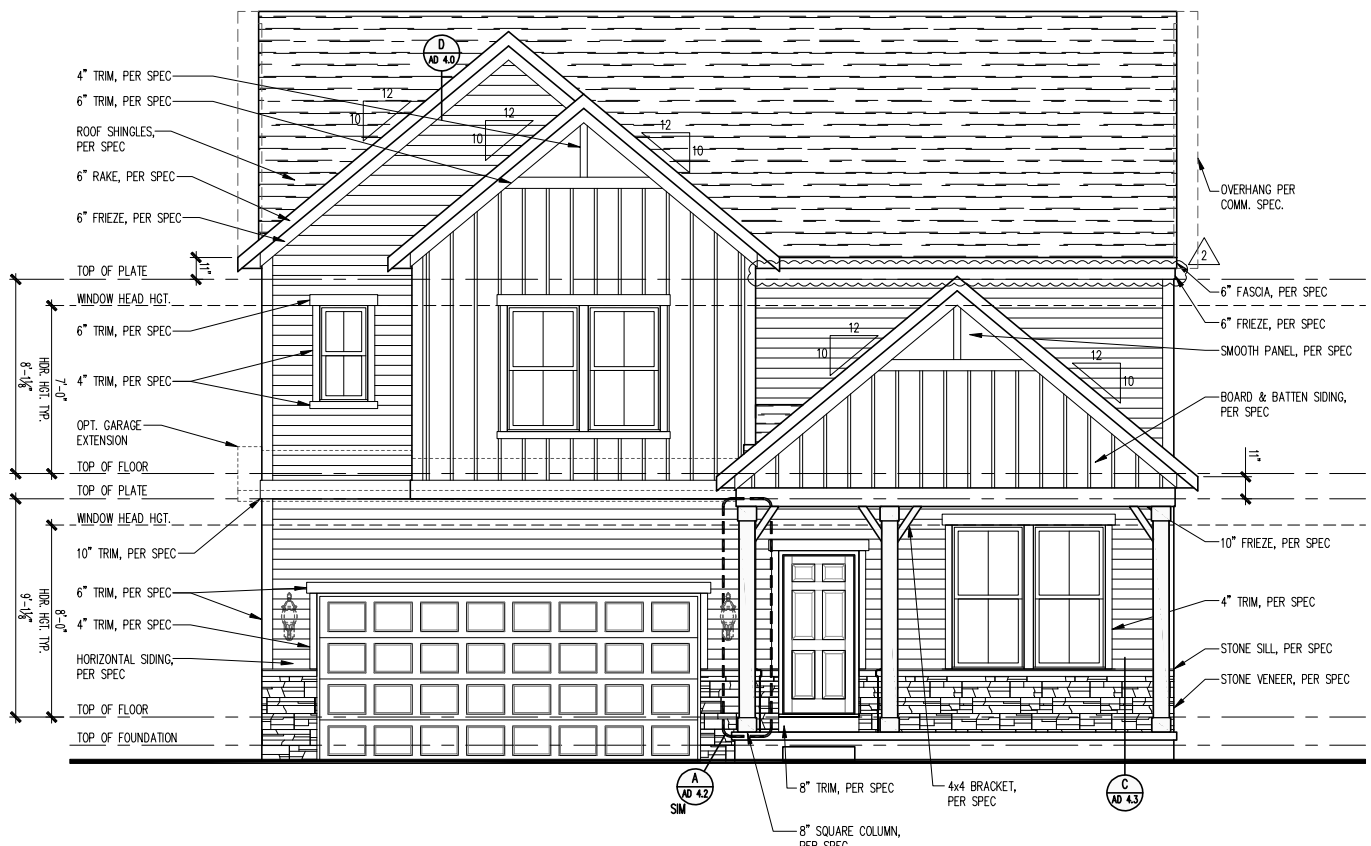 D
AD 4.0
4" TRIM, PER SPEC
6" TRIM, PER SPEC
ROOF SHINGLES,
PER SPEC
6" RAKE, PER SPEC
6" FRIEZE, PER SPEC
12
10
12
10
12
10
OVERHANG PER
COMM. SPEC.
2
11"
TOP OF PLATE
WINDOW HEAD HGT.
6" TRIM, PER SPEC
4" TRIM, PER SPEC
7'-0"
HDR. HGT. TYP.
8'-1⅛"
OPT. GARAGE
EXTENSION
TOP OF FLOOR
TOP OF PLATE
WINDOW HEAD HGT.
10" TRIM, PER SPEC
6" TRIM, PER SPEC
4" TRIM, PER SPEC
8'-0"
HDR. HGT. TYP.
9'-1⅛"
HORIZONTAL SIDING,
PER SPEC
TOP OF FLOOR
TOP OF FOUNDATION
6" FASCIA, PER SPEC
6" FRIEZE, PER SPEC
SMOOTH PANEL, PER SPEC
12
10
12
10
BOARD & BATTEN SIDING,
PER SPEC
11"
10" FRIEZE, PER SPEC
4" TRIM, PER SPEC
STONE SILL, PER SPEC
STONE VENEER, PER SPEC
A
AD 4.2
SIM
8" TRIM, PER SPEC
4x4 BRACKET,
PER SPEC
C
AD 4.3
8" SQUARE COLUMN,
PER SPEC